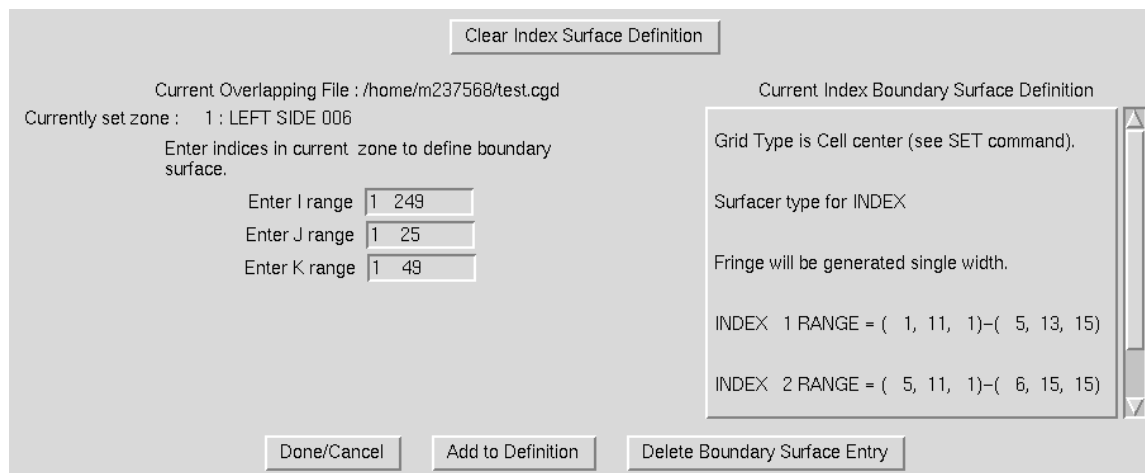 Clear Index Surface Definition
Current Overlapping File : /home/m237568/test.cgd
Currently set zone : 1 : LEFT SIDE 006
Enter indices in current zone to define boundary
surface.
Enter I range 1 249
Enter J range 1 25
Enter K range 1 49
Current Index Boundary Surface Definition
Grid Type is Cell center (see SET command).
Surfacer type for INDEX
Fringe will be generated single width.
INDEX 1 RANGE = ( 1, 11, 1)–( 5, 13, 15)
INDEX 2 RANGE = ( 5, 11, 1)–( 6, 15, 15)
Done/Cancel
Add to Definition
Delete Boundary Surface Entry